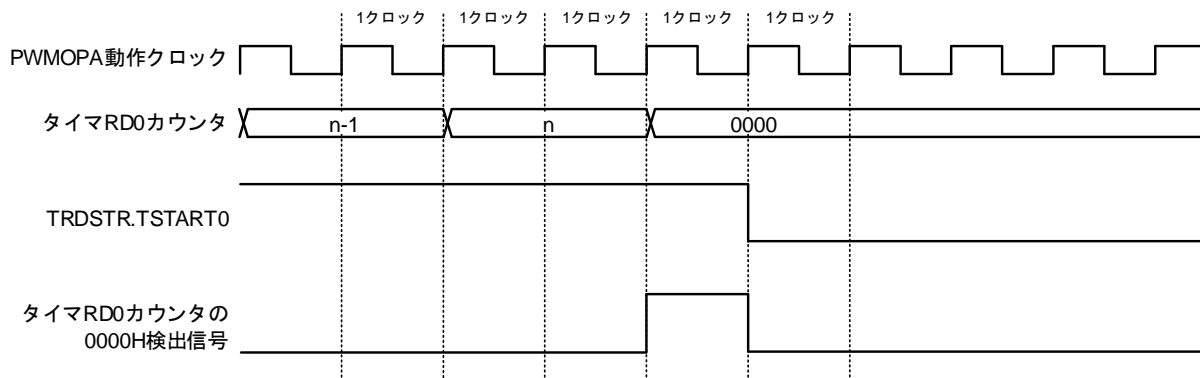 1クロック 1クロック 1クロック 1クロック 1クロック
PWMOPA動作クロック
タイマRD0カウンタ n-1 n 0000
TRDSTR.TSTART0
タイマRD0カウンタの
0000H検出信号